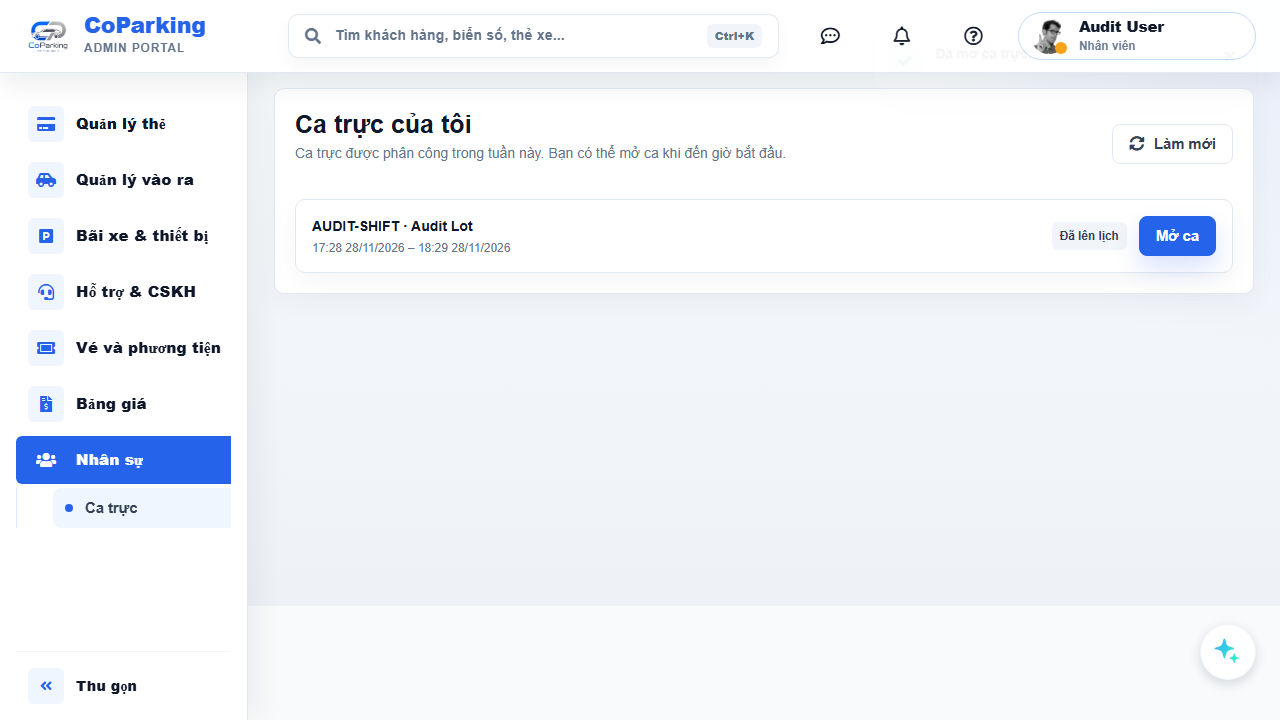 CoParking
CoParking
ADMIN PORTAL
Tìm khách hàng, biển số, thẻ xe...
Ctrl+K
Audit User
Nhân viên
Đã mở ca trực
Quản lý thẻ
Quản lý vào ra
Bãi xe & thiết bị
Hỗ trợ & CSKH
Vé và phương tiện
Bảng giá
Nhân sự
Ca trực
Thu gọn
Ca trực của tôi
Ca trực được phân công trong tuần này. Bạn có thể mở ca khi đến giờ bắt đầu.
Làm mới
AUDIT-SHIFT · Audit Lot
17:28 28/11/2026 – 18:29 28/11/2026
Đã lên lịch
Mở ca